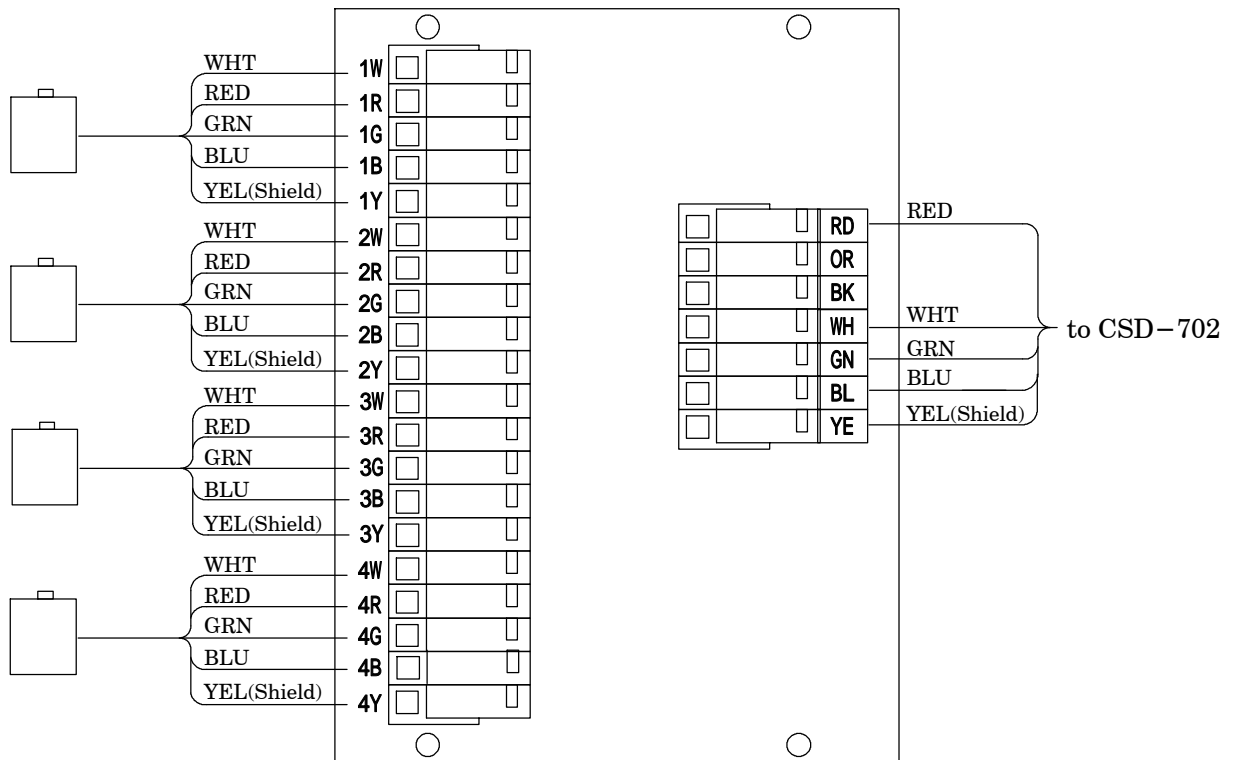 WHT 1W
RED 1R
GRN 1G
BLU 1B
YEL(Shield) 1Y
WHT 2W
RED 2R
GRN 2G
BLU 2B
YEL(Shield) 2Y
WHT 3W
RED 3R
GRN 3G
BLU 3B
YEL(Shield) 3Y
WHT 4W
RED 4R
GRN 4G
BLU 4B
YEL(Shield) 4Y
RD RED
OR
BK
WH WHT
GN GRN
BL BLU
YE YEL(Shield)
to CSD−702